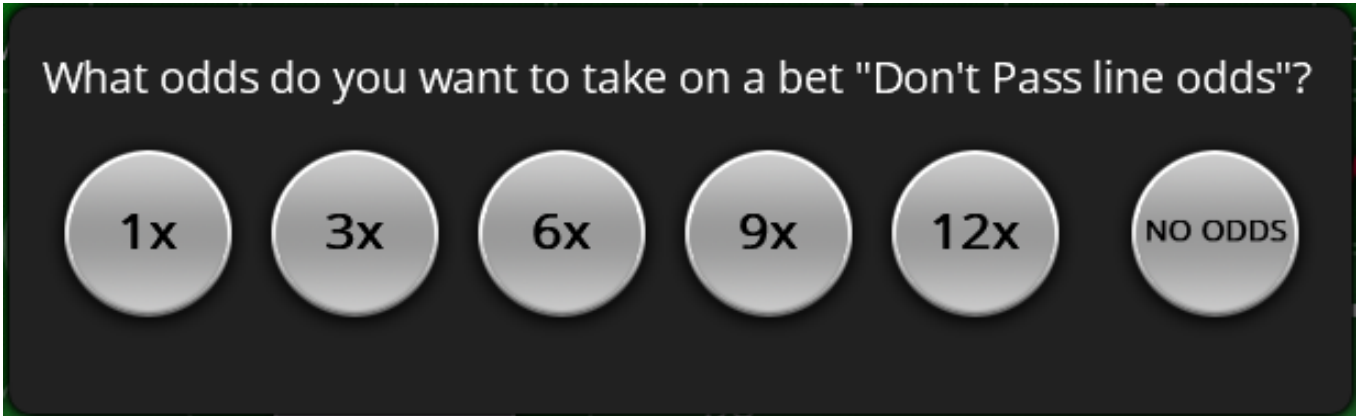 What odds do you want to take on a bet "Don't Pass line odds"?
1x 3x 6x 9x 12x NO ODDS